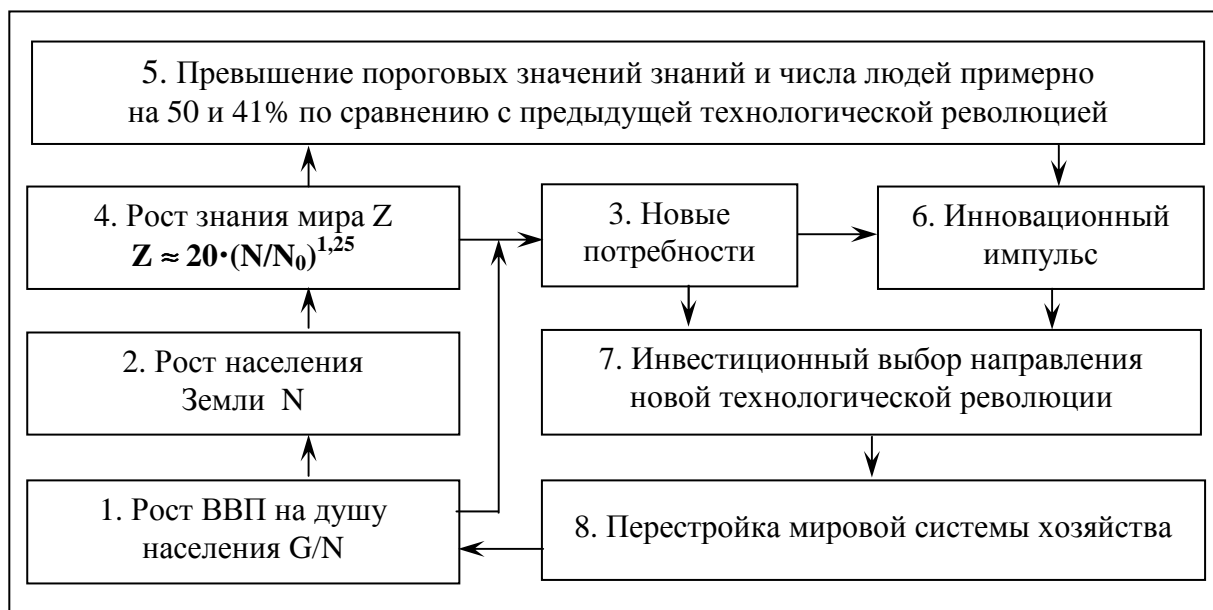 5. Превышение пороговых значений знаний и числа людей примерно
на 50 и 41% по сравнению с предыдущей технологической революцией
4. Рост знания мира Z
Z ≈ 20·(N/N₀)^1,25
3. Новые
потребности
6. Инновационный
импульс
2. Рост населения
Земли N
7. Инвестиционный выбор направления
новой технологической революции
1. Рост ВВП на душу
населения G/N
8. Перестройка мировой системы хозяйства